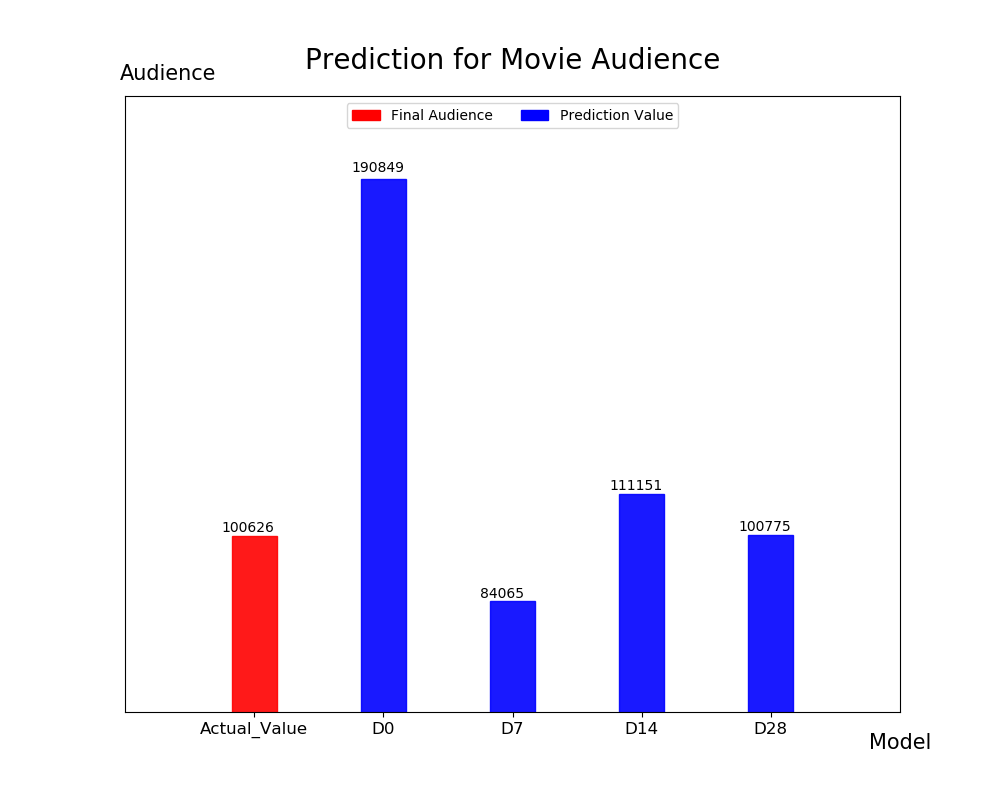 Prediction for Movie Audience
Audience
Final Audience Prediction Value
190849
111151
100626
100775
84065
Actual_Value D0 D7 D14 D28
Model